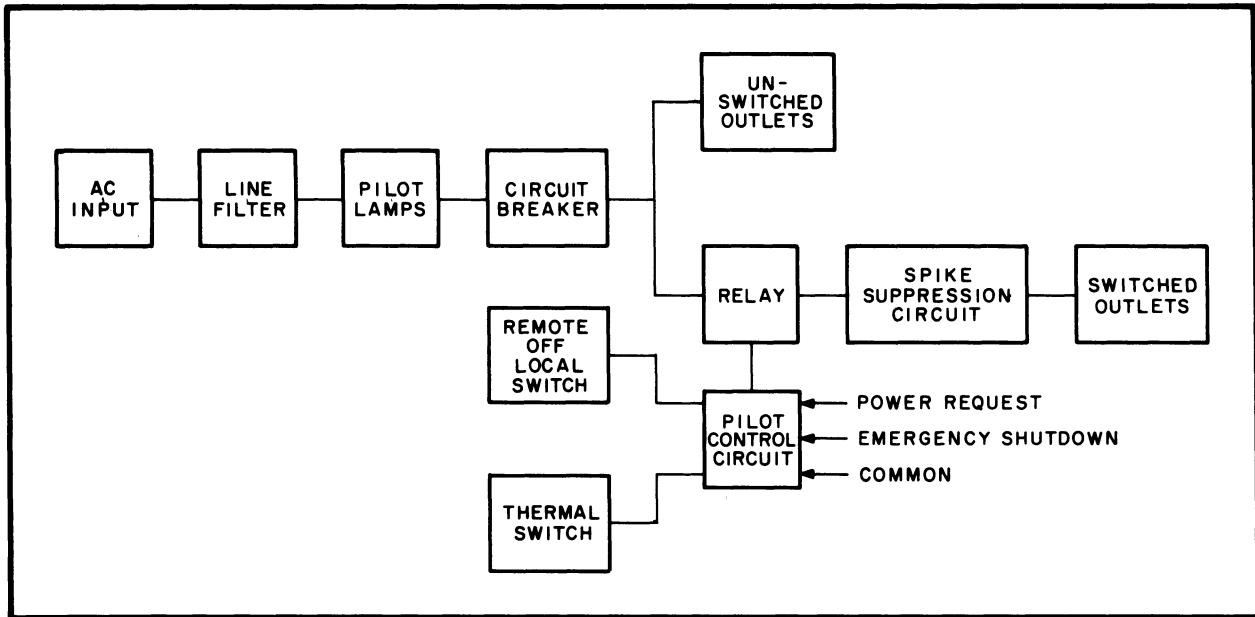 UN-
SWITCHED
OUTLETS
AC
INPUT
LINE
FILTER
PILOT
LAMPS
CIRCUIT
BREAKER
RELAY
SPIKE
SUPPRESSION
CIRCUIT
SWITCHED
OUTLETS
REMOTE
OFF
LOCAL
SWITCH
PILOT
CONTROL
CIRCUIT
POWER REQUEST
EMERGENCY SHUTDOWN
COMMON
THERMAL
SWITCH